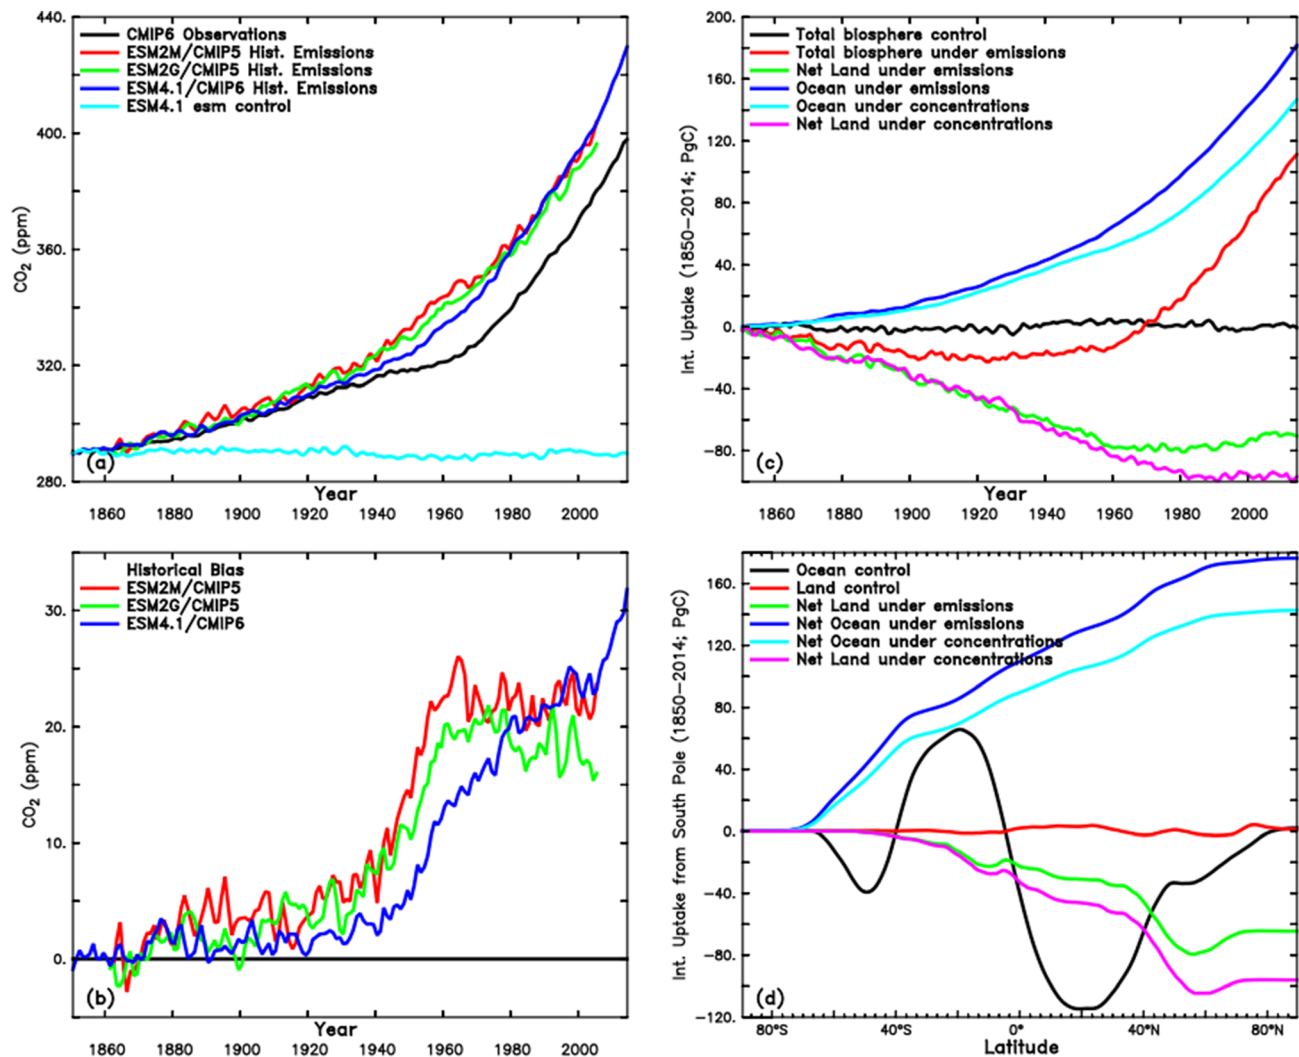 440.
400.
360.
320.
280.
CO2 (ppm)
CMIP6 Observations
ESM2M/CMIP5 Hist. Emissions
ESM2G/CMIP5 Hist. Emissions
ESM4.1/CMIP6 Hist. Emissions
ESM4.1 esm control
(a)
Year
1860 1880 1900 1920 1940 1960 1980 2000
200.
160.
120.
80.
40.
0.
-40.
-80.
Int. Uptake (1850-2014; PgC)
Total biosphere control
Total biosphere under emissions
Net Land under emissions
Ocean under emissions
Ocean under concentrations
Net Land under concentrations
(c)
Year
1860 1880 1900 1920 1940 1960 1980 2000
30.
20.
10.
0.
CO2 (ppm)
Historical Bias
ESM2M/CMIP5
ESM2G/CMIP5
ESM4.1/CMIP6
(b)
Year
1860 1880 1900 1920 1940 1960 1980 2000
160.
120.
80.
40.
0.
-40.
-80.
-120.
Int. Uptake from South Pole (1850-2014; PgC)
Ocean control
Land control
Net Land under emissions
Net Ocean under emissions
Net Ocean under concentrations
Net Land under concentrations
(d)
80°S 40°S 0° 40°N 80°N
Latitude